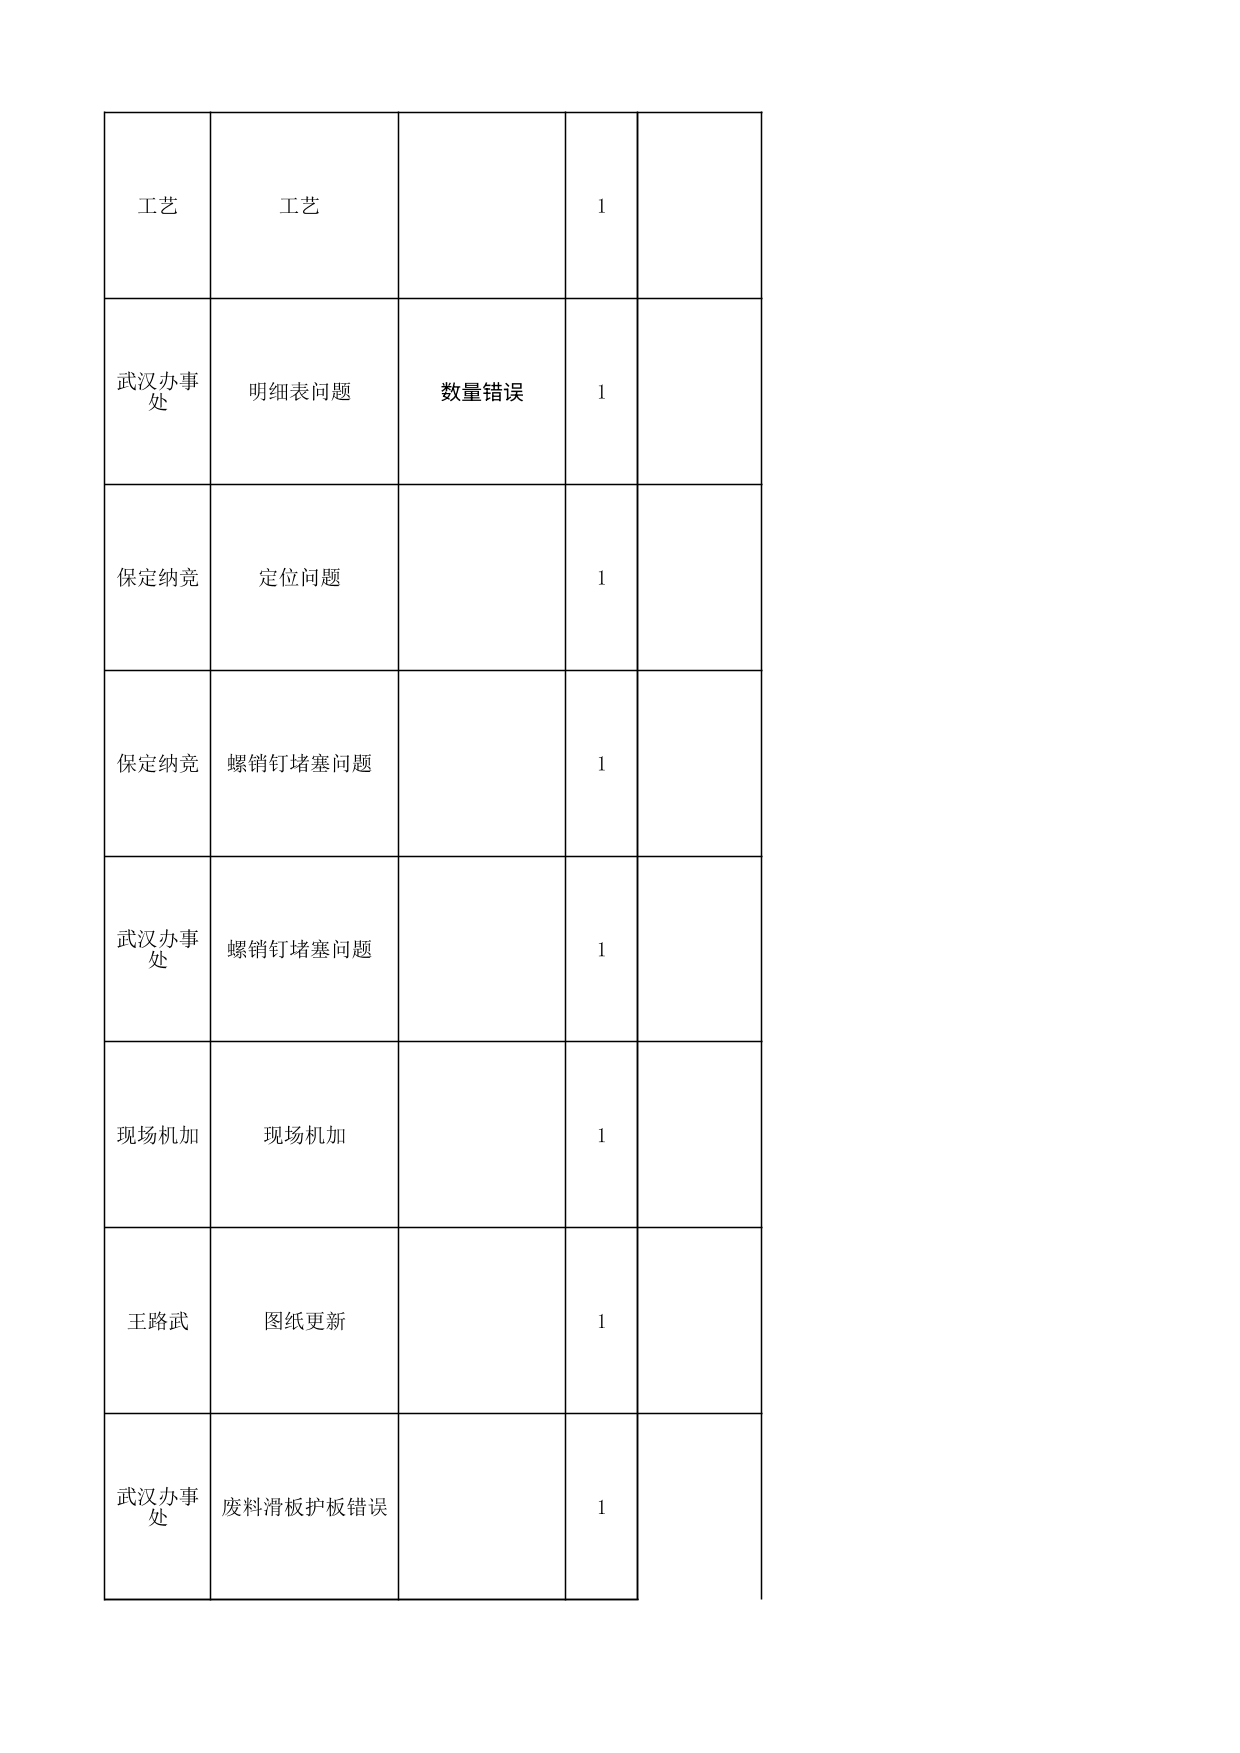 工艺 工艺 1
武汉办事
处 明细表问题 数量错误 1
保定纳竞 定位问题 1
保定纳竞 螺销钉堵塞问题 1
武汉办事
处 螺销钉堵塞问题 1
现场机加 现场机加 1
王路武 图纸更新 1
武汉办事
处 废料滑板护板错误 1